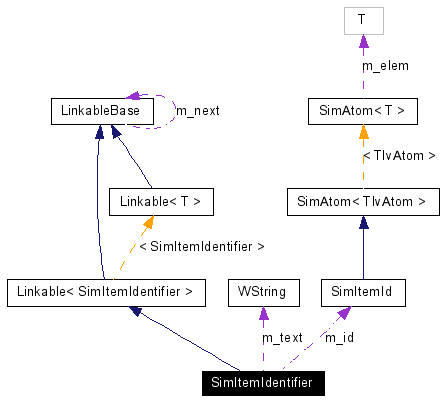 T
m_elem
LinkableBase
m_next
SimAtom< T >
< TlvAtom >
Linkable< T >
SimAtom< TlvAtom >
< SimItemIdentifier >
Linkable< SimItemIdentifier >
WString
SimItemId
m_text
m_id
SimItemIdentifier